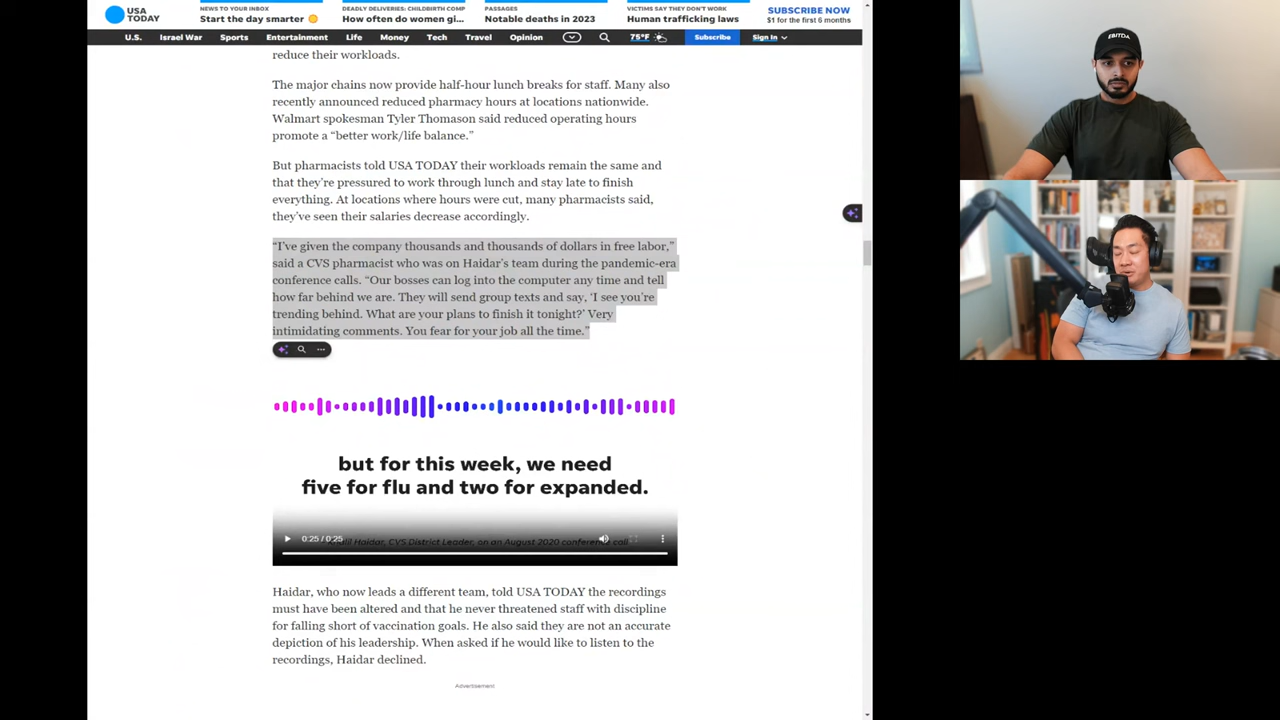 USA TODAY
NEWS TO YOUR INBOX
Start the day smarter
DEADLY DELIVERIES: CHILDBIRTH COMP
How often do women gi...
PASSAGES
Notable deaths in 2023
VICTIMS SAY THEY DON'T WORK
Human trafficking laws
SUBSCRIBE NOW
$1 for the first 6 months
U.S. Israel War Sports Entertainment Life Money Tech Travel Opinion 75°F Subscribe Sign In
reduce their workloads.
The major chains now provide half-hour lunch breaks for staff. Many also
recently announced reduced pharmacy hours at locations nationwide.
Walmart spokesman Tyler Thomason said reduced operating hours
promote a “better work/life balance.”
But pharmacists told USA TODAY their workloads remain the same and
that they’re pressured to work through lunch and stay late to finish
everything. At locations where hours were cut, many pharmacists said,
they’ve seen their salaries decrease accordingly.
“I’ve given the company thousands and thousands of dollars in free labor,”
said a CVS pharmacist who was on Haidar’s team during the pandemic-era
conference calls. “Our bosses can log into the computer any time and tell
how far behind we are. They will send group texts and say, ‘I see you’re
trending behind. What are your plans to finish it tonight?’ Very
intimidating comments. You fear for your job all the time.”
but for this week, we need
five for flu and two for expanded.
0:25 / 0:25
Haidar, CVS District Leader, on an August 2020 conference call
Haidar, who now leads a different team, told USA TODAY the recordings
must have been altered and that he never threatened staff with discipline
for falling short of vaccination goals. He also said they are not an accurate
depiction of his leadership. When asked if he would like to listen to the
recordings, Haidar declined.
Advertisement
EBITDA